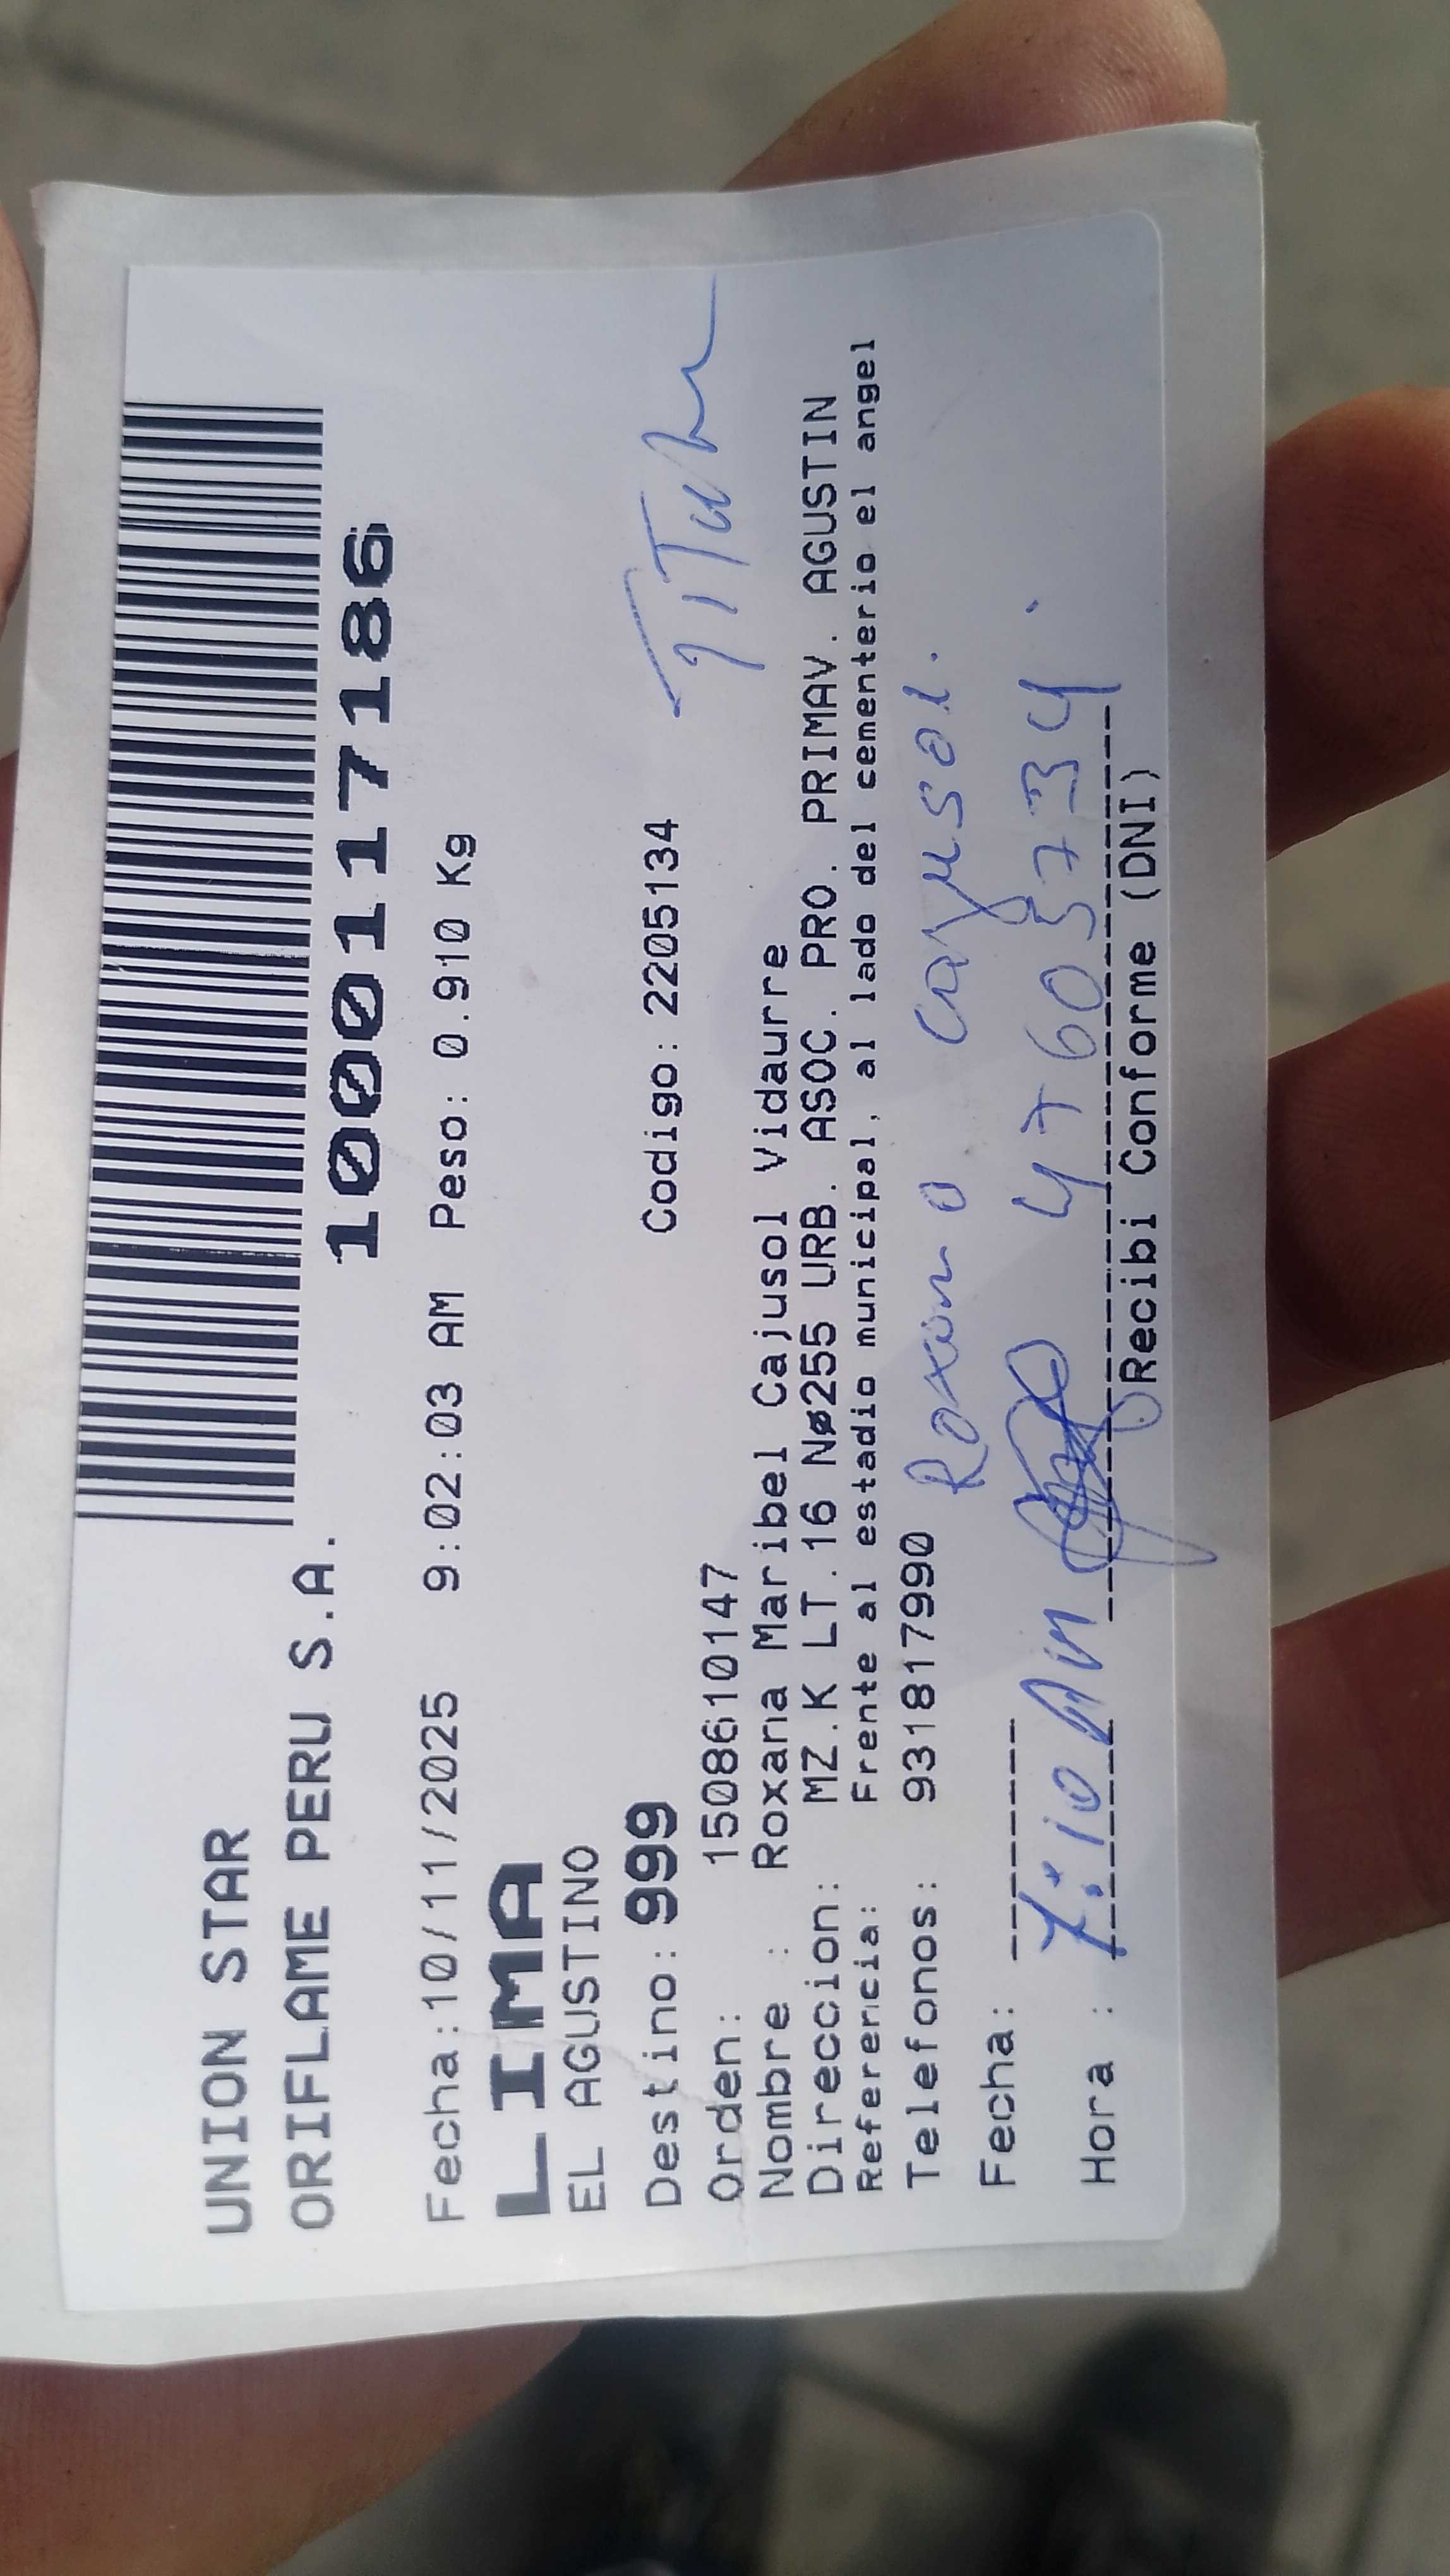 UNION STAR
ORIFLAME PERU S.A.
10017186
Fecha:10/11/2025 9:02:03 AM Peso: 0.910 Kg
LIMA
EL AGUSTINO
Destino: 999 Codigo: 2205134
TITULAR
Orden: 1508610147
Nombre : Roxana Maribel Cajusol Vidaurre
Direccion: MZ.K LT.16 Nø255 URB. ASOC. PRO. PRIMAV. AGUSTIN
Referencia: Frente al estadio municipal, al lado del cementerio el angel
Telefonos: 931817990
Roxana Cajusol.
Fecha:
Hora : 7:10 AM 47605734
Recibi Conforme (DNI)